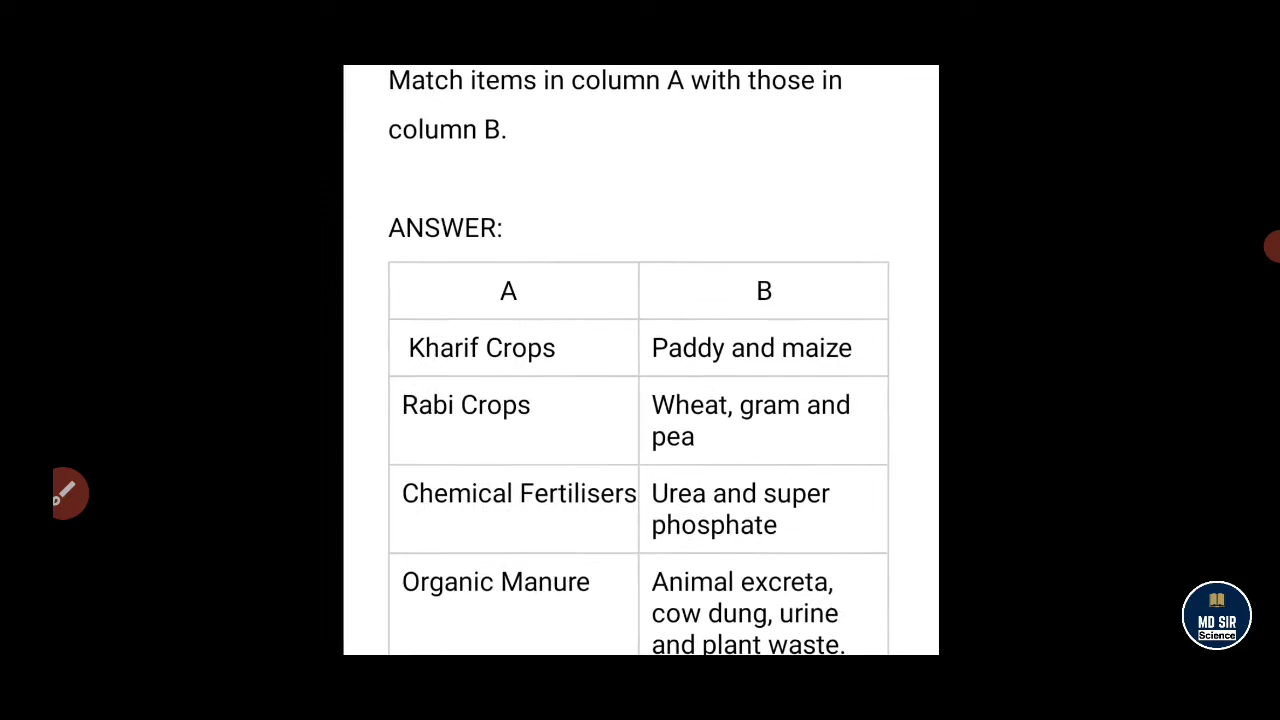 Match items in column A with those in
column B.
ANSWER:
A B
Kharif Crops Paddy and maize
Rabi Crops Wheat, gram and
pea
Chemical Fertilisers Urea and super
phosphate
Organic Manure Animal excreta,
cow dung, urine
and plant waste.
MD SIR
Science